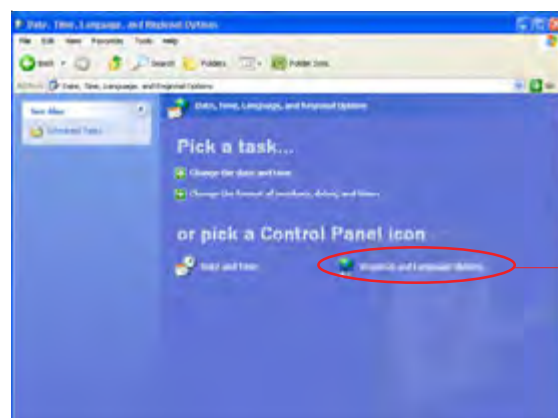 Date, Time, Language, and Regional Options
File Edit View Favorites Tools Help
Back Search Folders Folder Sync
Address Date, Time, Language, and Regional Options Go
See Also
Scheduled Tasks
Date, Time, Language, and Regional Options
Pick a task...
Change the date and time
Change the format of numbers, dates, and times
or pick a Control Panel icon
Date and Time
Regional and Language Options